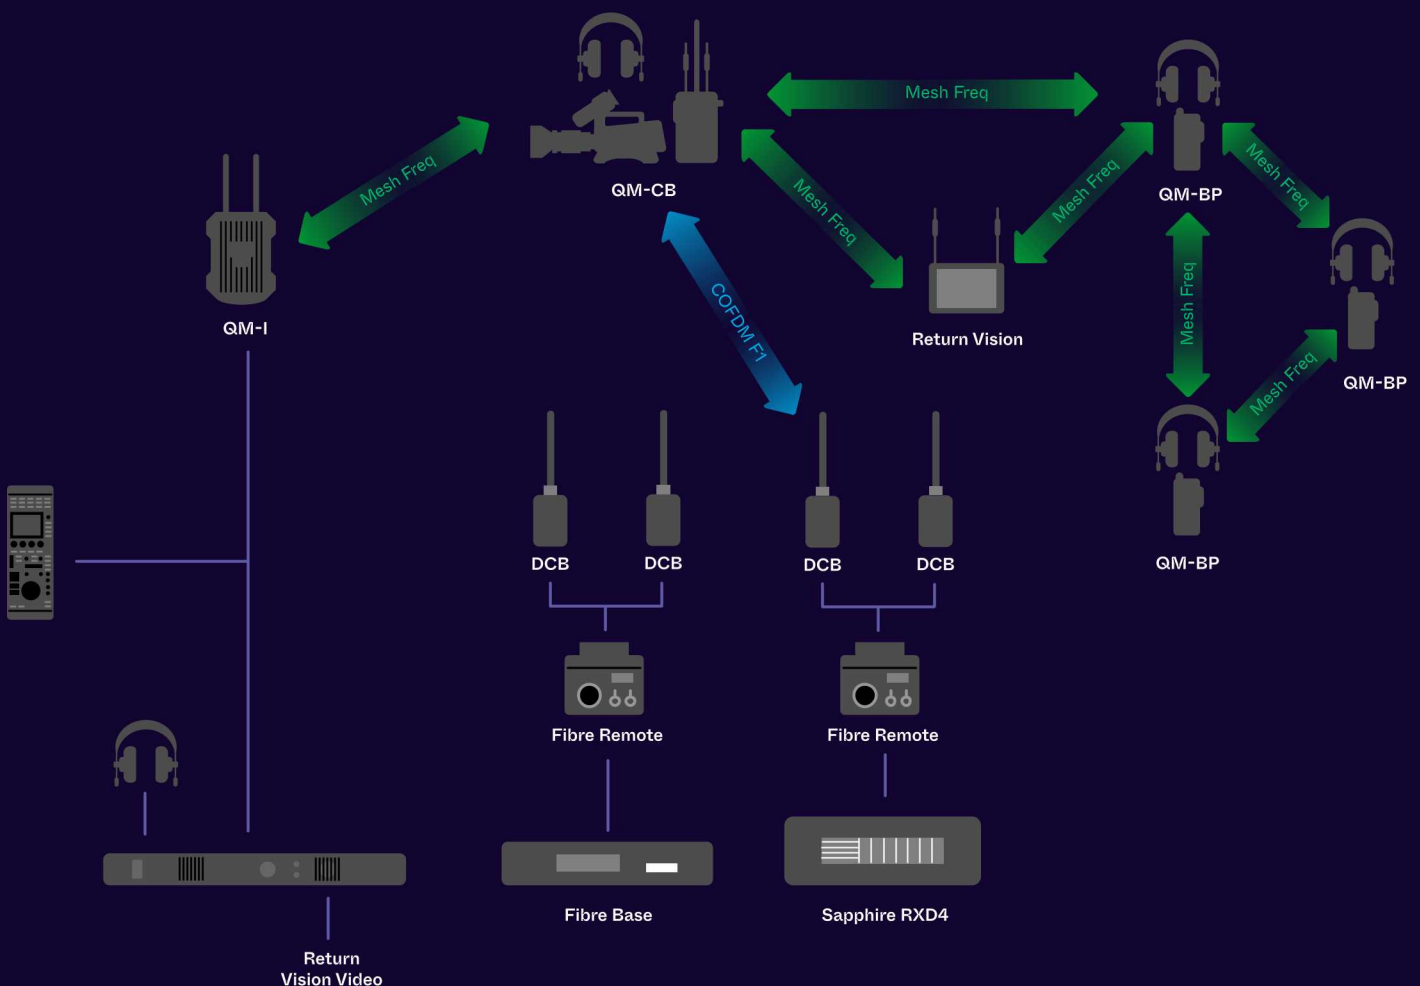 Mesh Freq
Mesh Freq
QM-CB
QM-BP
Mesh Freq
Mesh Freq
Mesh Freq
QM-I
COFDM F1
Mesh Freq
Return Vision
Mesh Freq
QM-BP
DCB
DCB
DCB
DCB
QM-BP
Fibre Remote
Fibre Remote
Fibre Base
Sapphire RXD4
Return
Vision Video